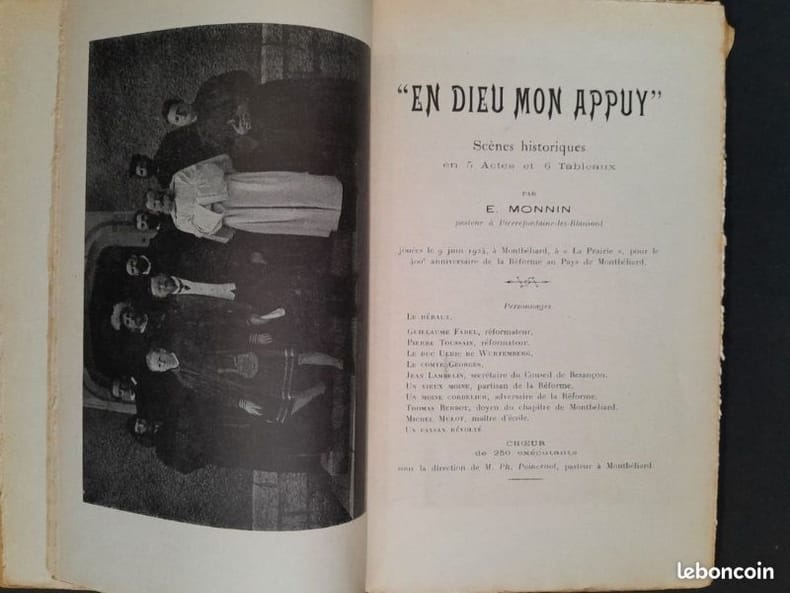 "EN DIEU MON APPUY"
Scènes historiques
en 5 Actes et 6 Tableaux
PAR
E. MONNIN
pasteur à Pierrefontaine-les-Blamont
jouées le 9 juin 1924, à Montbéliard, à « La Prairie », pour le
400e anniversaire de la Réforme au Pays de Montbéliard.
Personnages
LE HÉRAUT,
GUILLAUME FAREL, réformateur.
PIERRE TOUSSAIN, réformateur.
LE DUC ULRIC DE WURTEMBERG,
LE COMTE GEORGES,
JEAN LAMBELIN, secrétaire du Conseil de Besançon.
UN VIEUX MOINE, partisan de la Réforme.
UN MOINE CORDELIER, adversaire de la Réforme.
THOMAS BERDOT, doyen du chapitre de Montbéliard.
MICHEL MULOT, maître d'école.
UN PAYSAN RÉVOLTÉ
CHŒUR
de 250 exécutants
sous la direction de M. Ph. Poincenot, pasteur à Montbéliard.
leboncoin